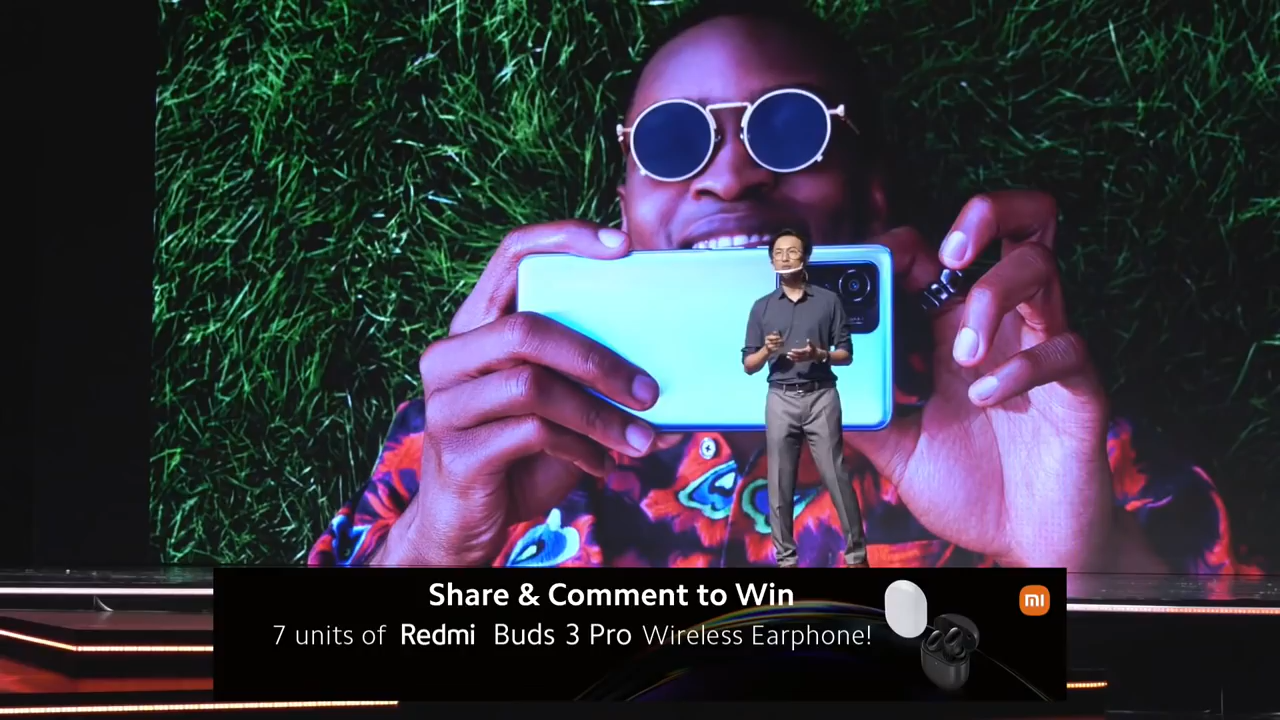 Share & Comment to Win
7 units of Redmi Buds 3 Pro Wireless Earphone!
mi